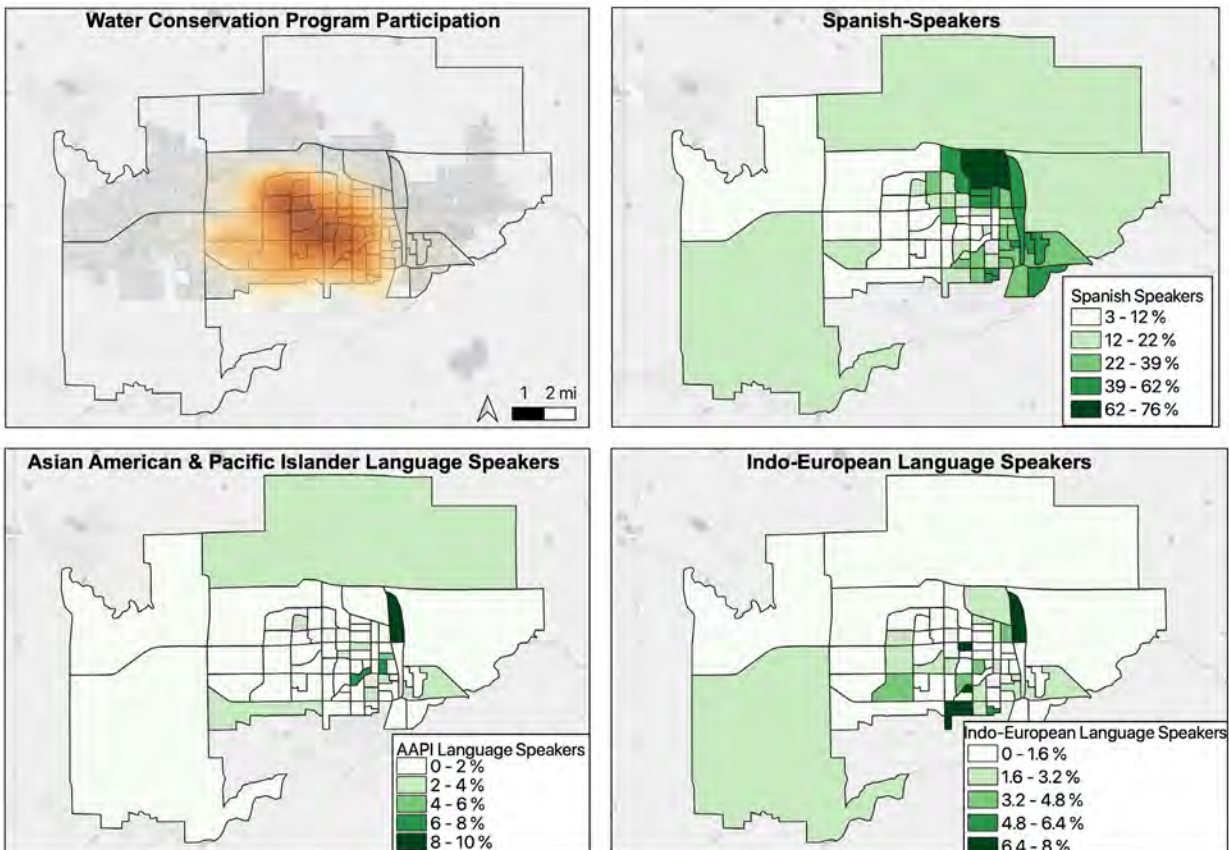 Water Conservation Program Participation
1 2 mi
Spanish-Speakers
Spanish Speakers
3 - 12 %
12 - 22 %
22 - 39 %
39 - 62 %
62 - 76 %
Asian American & Pacific Islander Language Speakers
AAPI Language Speakers
0 - 2 %
2 - 4 %
4 - 6 %
6 - 8 %
8 - 10 %
Indo-European Language Speakers
Indo-European Language Speakers
0 - 1.6 %
1.6 - 3.2 %
3.2 - 4.8 %
4.8 - 6.4 %
6.4 - 8 %